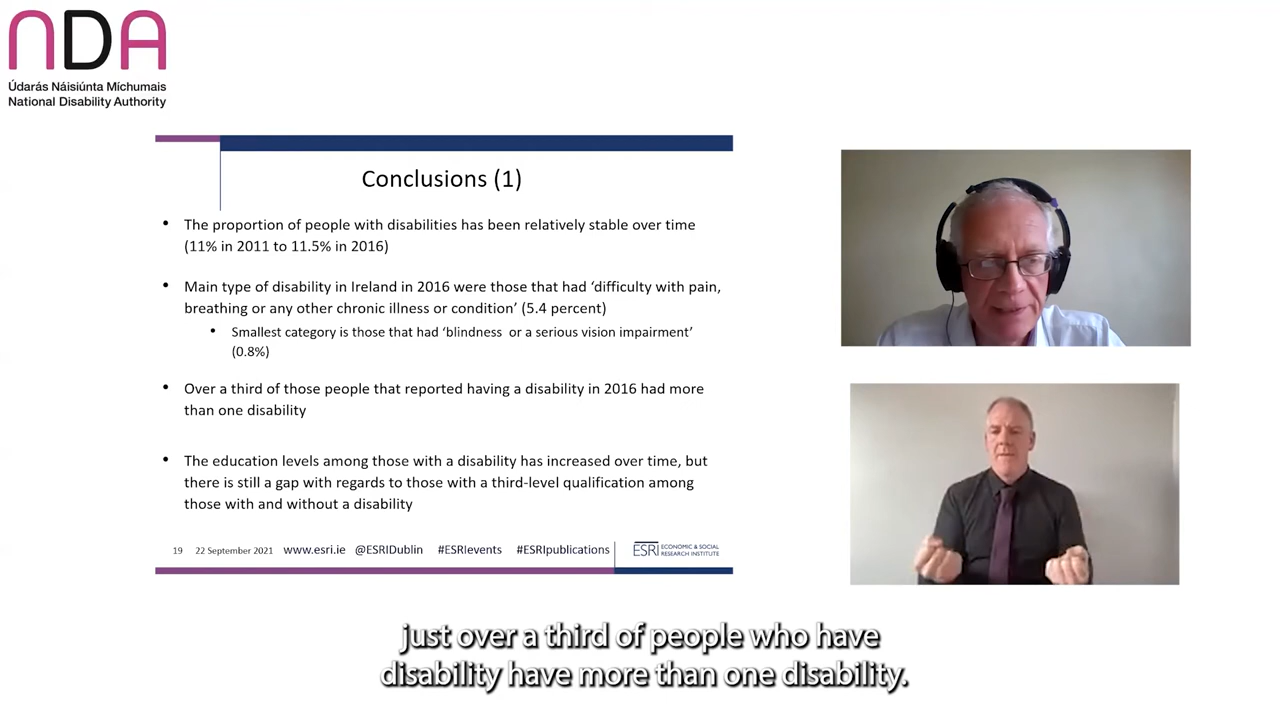 NDA
Údarás Náisiúnta Míchumais
National Disability Authority
Conclusions (1)
• The proportion of people with disabilities has been relatively stable over time
(11% in 2011 to 11.5% in 2016)
• Main type of disability in Ireland in 2016 were those that had ‘difficulty with pain,
breathing or any other chronic illness or condition’ (5.4 percent)
• Smallest category is those that had ‘blindness or a serious vision impairment’
(0.8%)
• Over a third of those people that reported having a disability in 2016 had more
than one disability
• The education levels among those with a disability has increased over time, but
there is still a gap with regards to those with a third-level qualification among
those with and without a disability
19 22 September 2021 www.esri.ie @ESRIDublin #ESRIevents #ESRIpublications
ESRI ECONOMIC & SOCIAL
RESEARCH INSTITUTE
just over a third of people who have
disability have more than one disability.